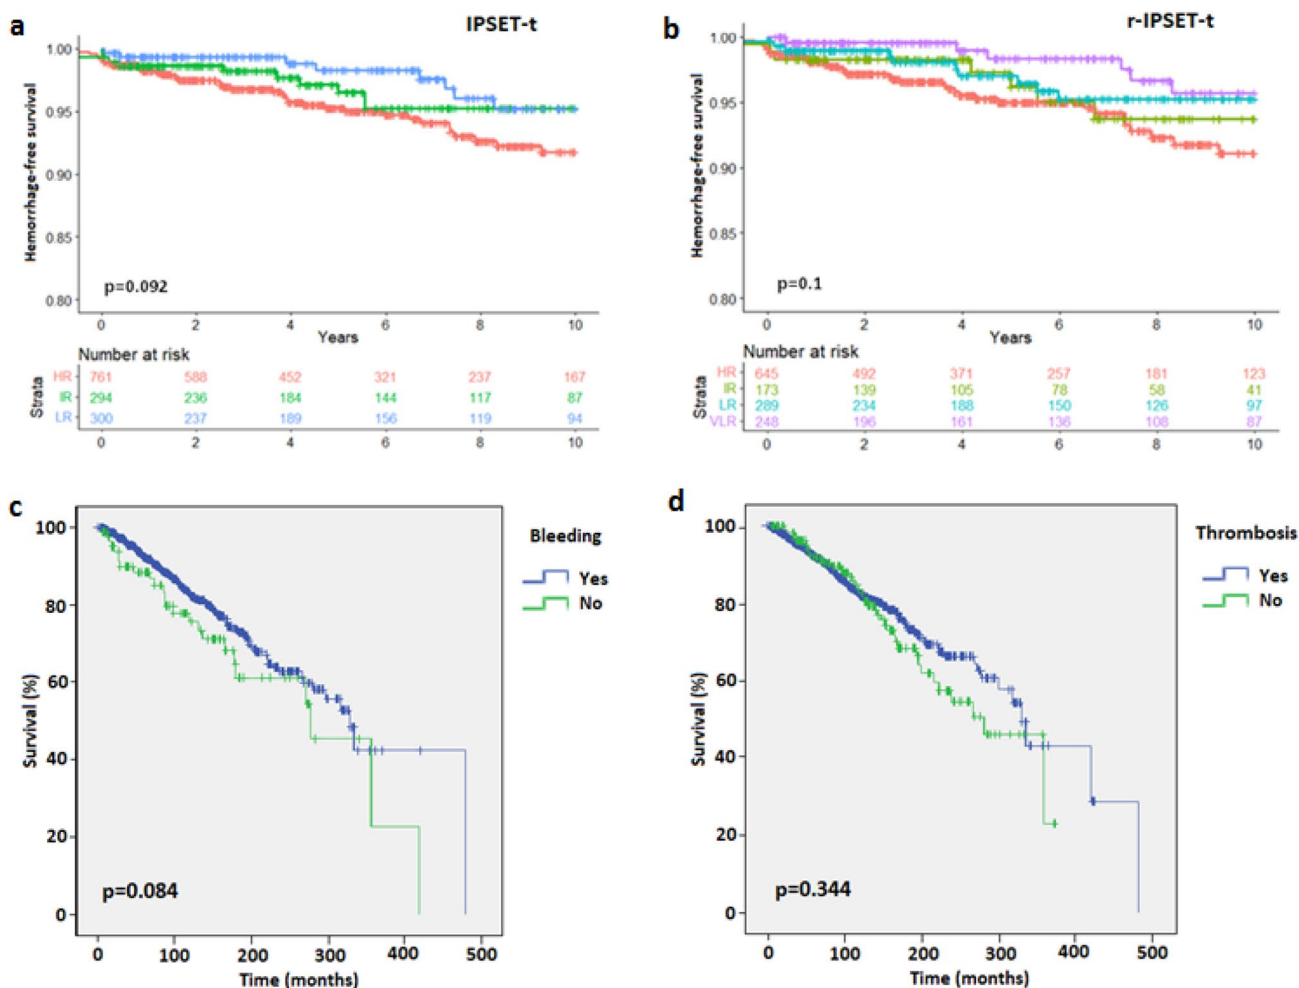 a
IPSET-t
Hemorrhage-free survival
1.00
0.95
0.90
0.85
0.80
p=0.092
0 2 4 6 8 10
Years
Number at risk
Strata
HR 761 588 452 321 237 167
IR 294 236 184 144 117 87
LR 300 237 189 156 119 94
0 2 4 6 8 10
b
r-IPSET-t
Hemorrhage-free survival
1.00
0.95
0.90
0.85
0.80
p=0.1
0 2 4 6 8 10
Years
Number at risk
Strata
HR 645 492 371 257 181 123
IR 173 139 105 78 58 41
LR 289 234 188 150 126 97
VLR 248 196 161 136 108 87
0 2 4 6 8 10
c
Survival (%)
100
80
60
40
20
0
p=0.084
0 100 200 300 400 500
Time (months)
Bleeding
Yes
No
d
Survival (%)
100
80
60
40
20
0
p=0.344
0 100 200 300 400 500
Time (months)
Thrombosis
Yes
No